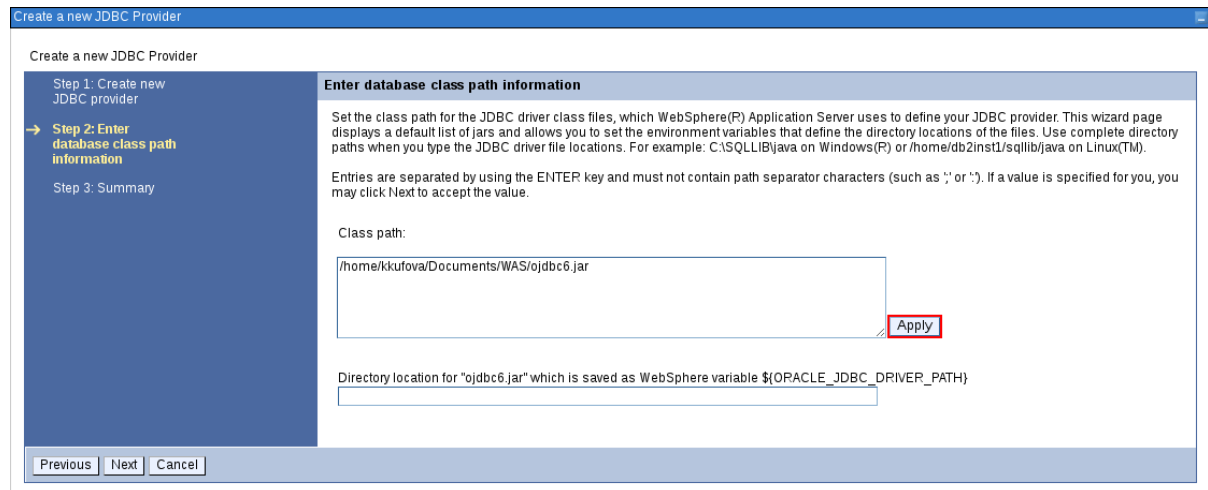 Create a new JDBC Provider
Create a new JDBC Provider
Step 1: Create new
JDBC provider
Step 2: Enter
database class path
information
Step 3: Summary
Enter database class path information
Set the class path for the JDBC driver class files, which WebSphere(R) Application Server uses to define your JDBC provider. This wizard page
displays a default list of jars and allows you to set the environment variables that define the directory locations of the files. Use complete directory
paths when you type the JDBC driver file locations. For example: C:\SQLLIB\java on Windows(R) or /home/db2inst1/sqllib/java on Linux(TM).
Entries are separated by using the ENTER key and must not contain path separator characters (such as ';' or ':'). If a value is specified for you, you
may click Next to accept the value.
Class path:
/home/kkufova/Documents/WAS/ojdbc6.jar
Apply
Directory location for "ojdbc6.jar" which is saved as WebSphere variable ${ORACLE_JDBC_DRIVER_PATH}
Previous Next Cancel